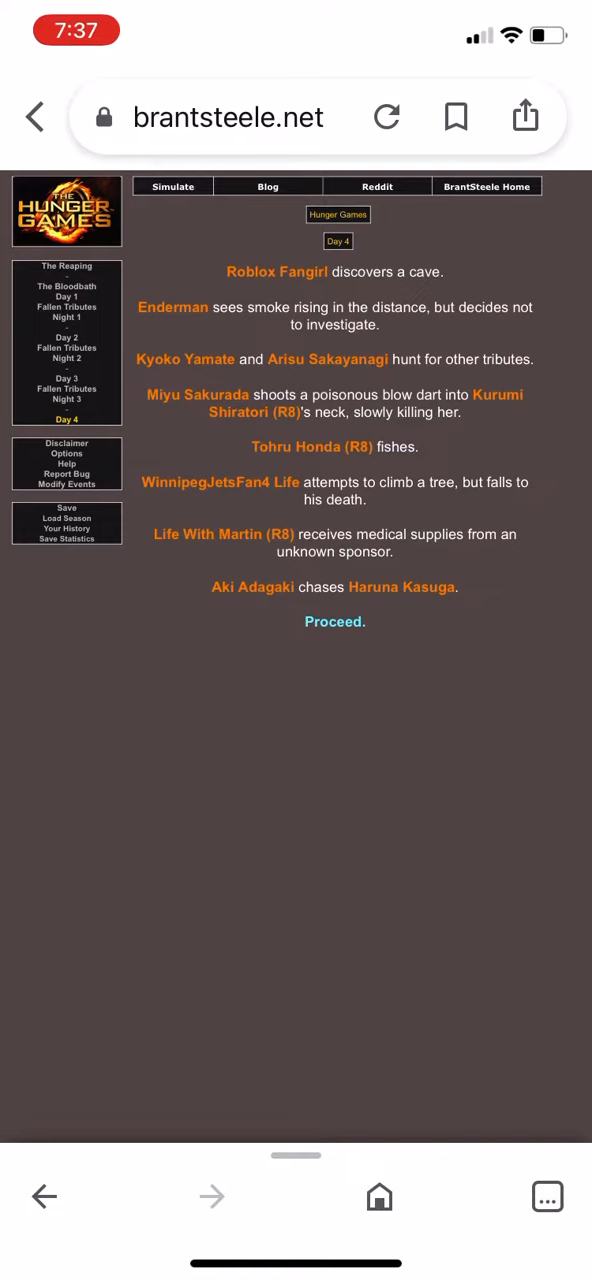 7:37
brantsteele.net
THE
HUNGER
GAMES
Simulate
Blog
Reddit
BrantSteele Home
Hunger Games
Day 4
The Reaping
-
The Bloodbath
Day 1
Fallen Tributes
Night 1
-
Day 2
Fallen Tributes
Night 2
-
Day 3
Fallen Tributes
Night 3
-
Day 4
Disclaimer
Options
Help
Report Bug
Modify Events
Save
Load Season
Your History
Save Statistics
Roblox Fangirl discovers a cave.
Enderman sees smoke rising in the distance, but decides not
to investigate.
Kyoko Yamate and Arisu Sakayanagi hunt for other tributes.
Miyu Sakurada shoots a poisonous blow dart into Kurumi
Shiratori (R8)'s neck, slowly killing her.
Tohru Honda (R8) fishes.
WinnipegJetsFan4 Life attempts to climb a tree, but falls to
his death.
Life With Martin (R8) receives medical supplies from an
unknown sponsor.
Aki Adagaki chases Haruna Kasuga.
Proceed.